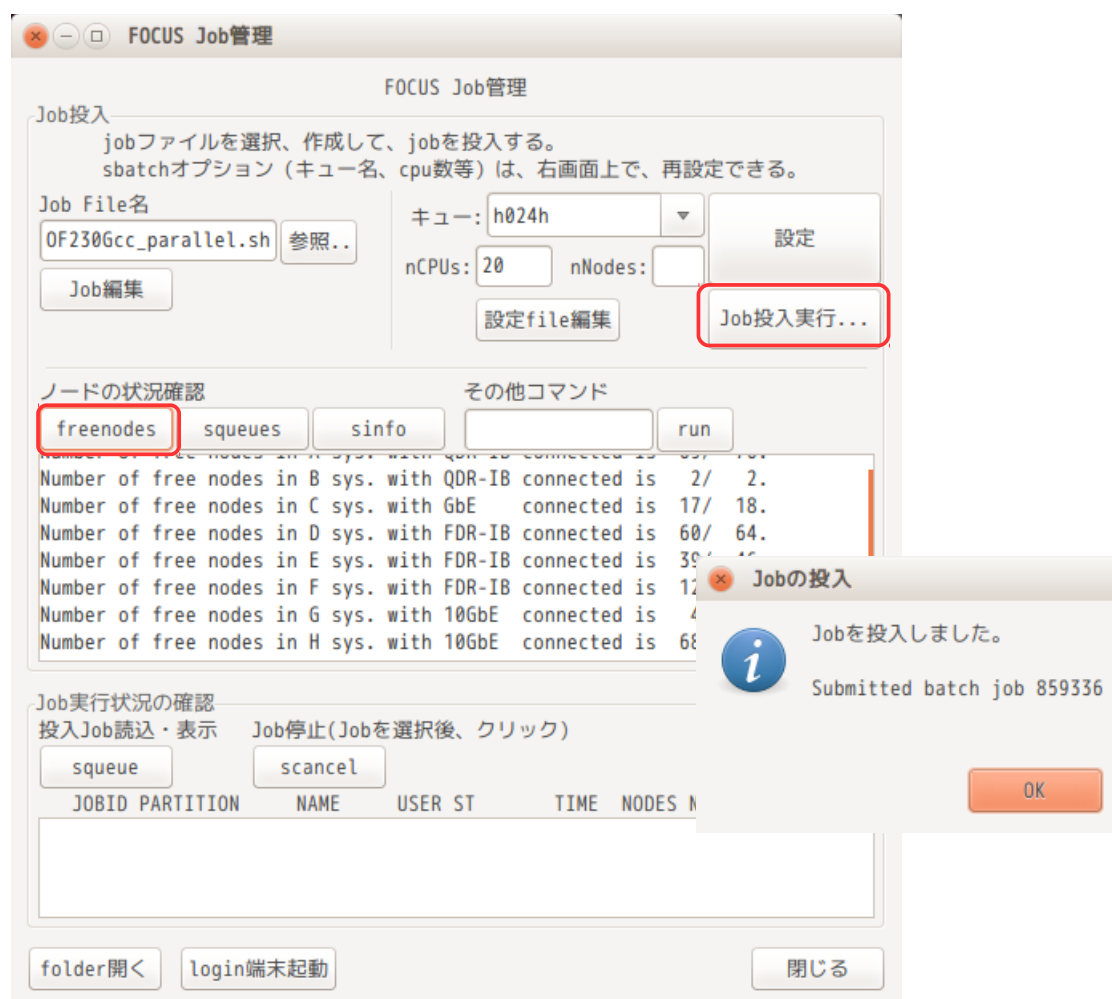 FOCUS Job管理
FOCUS Job管理
Job投入
jobファイルを選択、作成して、jobを投入する。
sbatchオプション（キュー名、cpu数等）は、右画面上で、再設定できる。
Job File名
OF230Gcc_parallel.sh 参照..
Job編集
キュー: h024h
nCPUs: 20 nNodes:
設定file編集
設定
Job投入実行...
ノードの状況確認 その他コマンド
freenodes squeues sinfo run
Number of free nodes in A sys. with QDR-IB connected is
Number of free nodes in B sys. with QDR-IB connected is 2/ 2.
Number of free nodes in C sys. with GbE connected is 17/ 18.
Number of free nodes in D sys. with FDR-IB connected is 60/ 64.
Number of free nodes in E sys. with FDR-IB connected is 39/
Number of free nodes in F sys. with FDR-IB connected is 12
Number of free nodes in G sys. with 10GbE connected is 4
Number of free nodes in H sys. with 10GbE connected is 68
Jobの投入
Jobを投入しました。
Submitted batch job 859336
OK
Job実行状況の確認
投入Job読込・表示 Job停止(Jobを選択後、クリック)
squeue scancel
JOBID PARTITION NAME USER ST TIME NODES N
folder開く login端末起動 閉じる